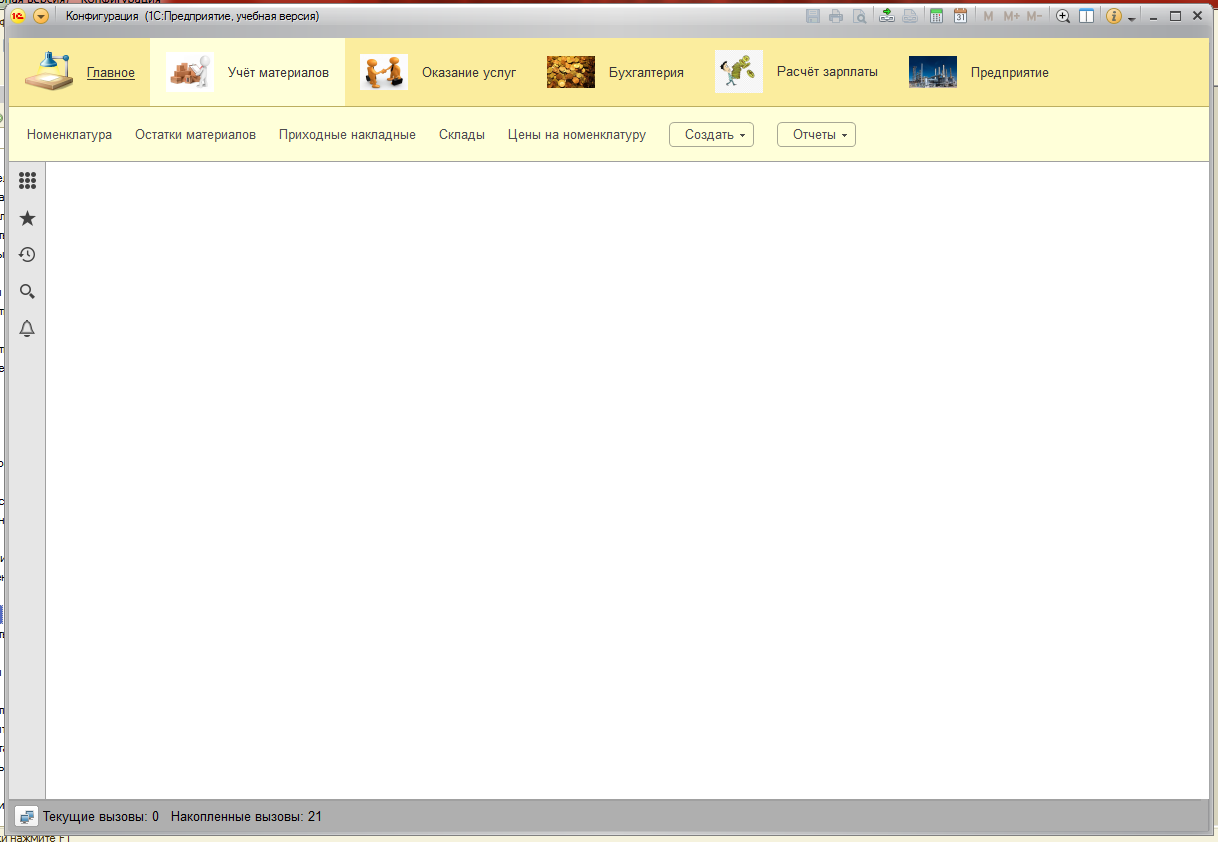 Конфигурация (1С:Предприятие, учебная версия)
31 M M+ M-
Главное Учёт материалов Оказание услуг Бухгалтерия Расчёт зарплаты Предприятие
Номенклатура Остатки материалов Приходные накладные Склады Цены на номенклатуру Создать Отчеты
Текущие вызовы: 0 Накопленные вызовы: 21